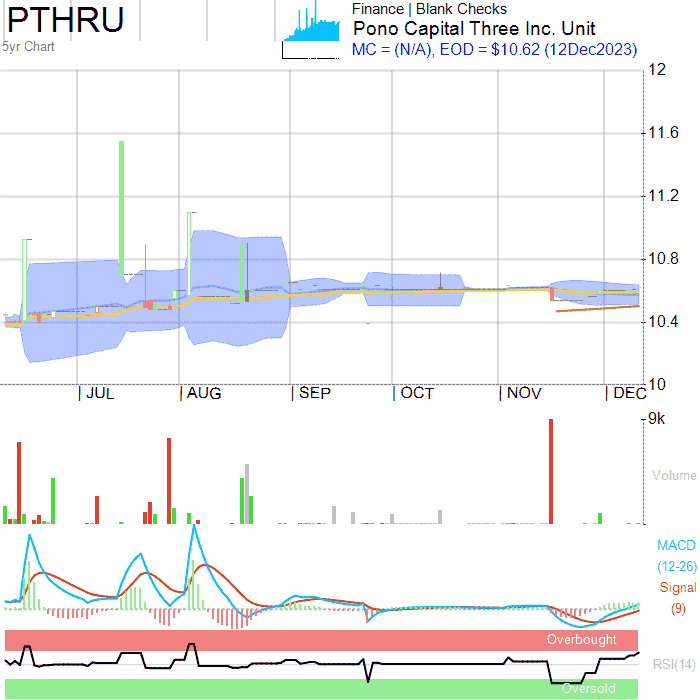 PTHRU
5yr Chart
Finance | Blank Checks
Pono Capital Three Inc. Unit
MC = (N/A), EOD = $10.62 (12Dec2023)
12
11.6
11.2
10.8
10.4
10
| JUL | AUG | SEP | OCT | NOV | DEC
9k
Volume
MACD
(12-26)
Signal
(9)
Overbought
RSI(14)
Oversold